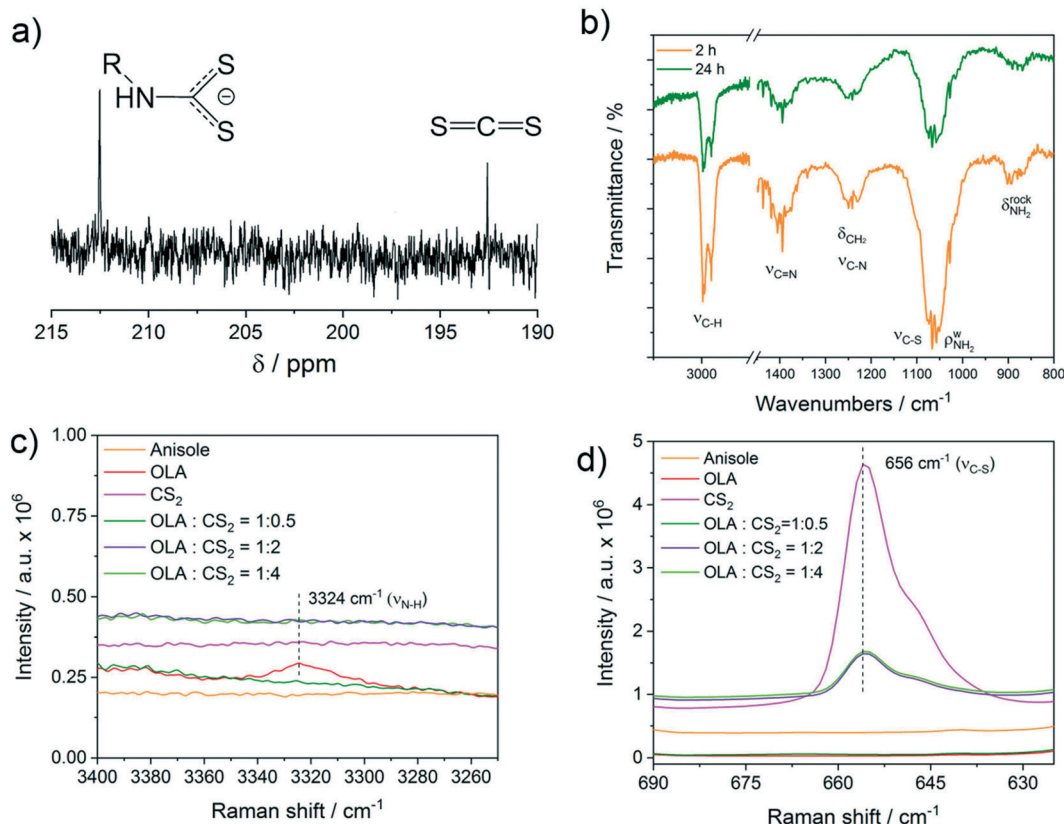 a)
R
HN
S
⊖
S
S=C=S
215 210 205 200 195 190
δ / ppm
b)
2 h
24 h
Transmittance / %
νC-H
νC=N
δCH₂
νC-N
νC-S
ρʷNH₂
δʳᵒᶜᵏNH₂
3000 1400 1300 1200 1100 1000 900 800
Wavenumbers / cm⁻¹
c)
1.00
0.75
0.50
0.25
0.00
Intensity / a.u. x 10⁶
Anisole
OLA
CS₂
OLA : CS₂ = 1:0.5
OLA : CS₂ = 1:2
OLA : CS₂ = 1:4
3324 cm⁻¹ (νN-H)
3400 3380 3360 3340 3320 3300 3280 3260
Raman shift / cm⁻¹
d)
5
4
3
2
1
0
Intensity / a.u. x 10⁶
Anisole
OLA
CS₂
OLA : CS₂=1:0.5
OLA : CS₂ = 1:2
OLA : CS₂ = 1:4
656 cm⁻¹ (νC-S)
690 675 660 645 630
Raman shift / cm⁻¹